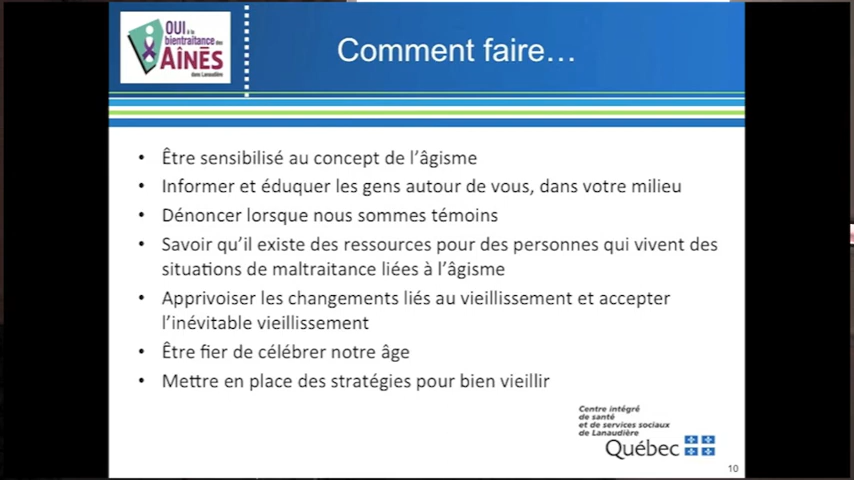 OUI à la
bientraitance des
AÎNÉS
dans Lanaudière
Comment faire…
• Être sensibilisé au concept de l’âgisme
• Informer et éduquer les gens autour de vous, dans votre milieu
• Dénoncer lorsque nous sommes témoins
• Savoir qu’il existe des ressources pour des personnes qui vivent des
situations de maltraitance liées à l’âgisme
• Apprivoiser les changements liés au vieillissement et accepter
l’inévitable vieillissement
• Être fier de célébrer notre âge
• Mettre en place des stratégies pour bien vieillir
Centre intégré
de santé
et de services sociaux
de Lanaudière
Québec
10